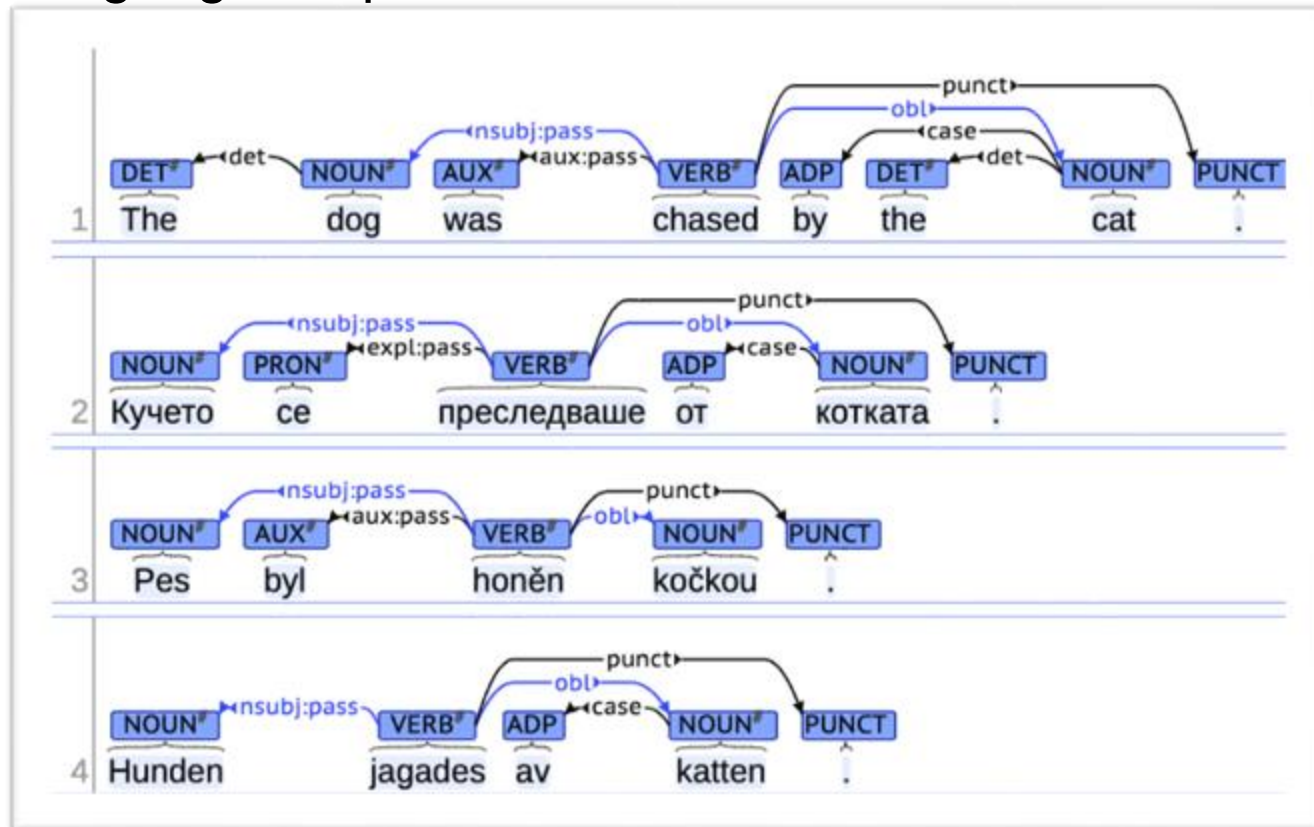 punct
obl
nsubj:pass case
det aux:pass det
DET# NOUN# AUX# VERB# ADP DET# NOUN# PUNCT
1 The dog was chased by the cat .
punct
nsubj:pass obl
expl:pass case
NOUN# PRON# VERB# ADP NOUN# PUNCT
2 Кучето се преследваше от котката .
nsubj:pass punct
aux:pass obl
NOUN# AUX# VERB# NOUN# PUNCT
3 Pes byl honěn kočkou .
punct
obl
nsubj:pass case
NOUN# VERB# ADP NOUN# PUNCT
4 Hunden jagades av katten .